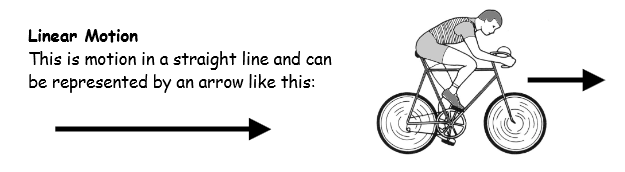 Linear Motion
This is motion in a straight line and can
be represented by an arrow like this: